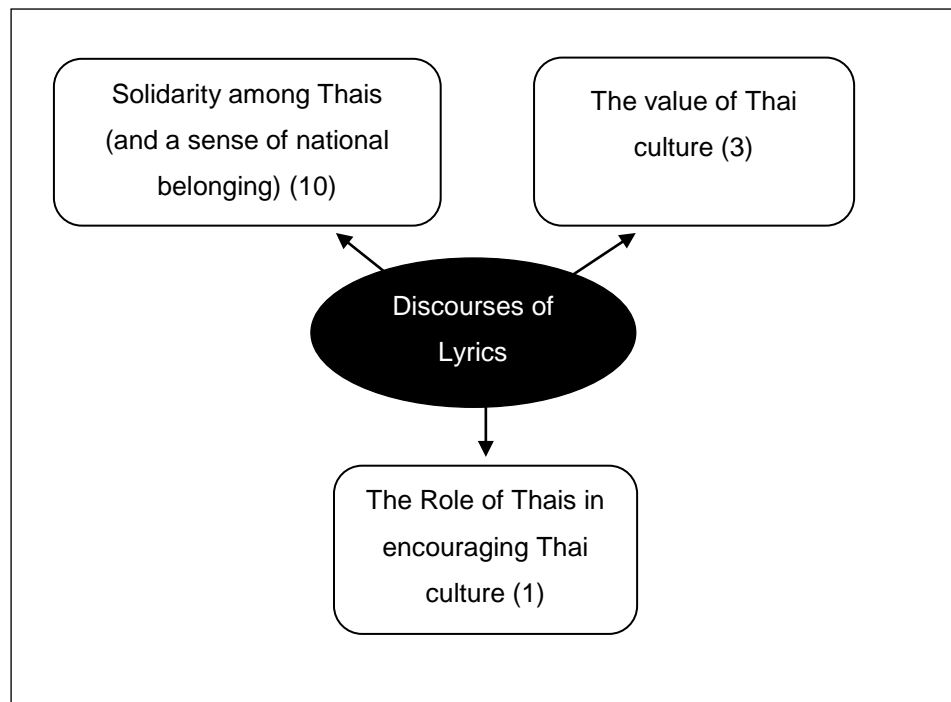 Solidarity among Thais
(and a sense of national
belonging) (10)
The value of Thai
culture (3)
Discourses of
Lyrics
The Role of Thais in
encouraging Thai
culture (1)